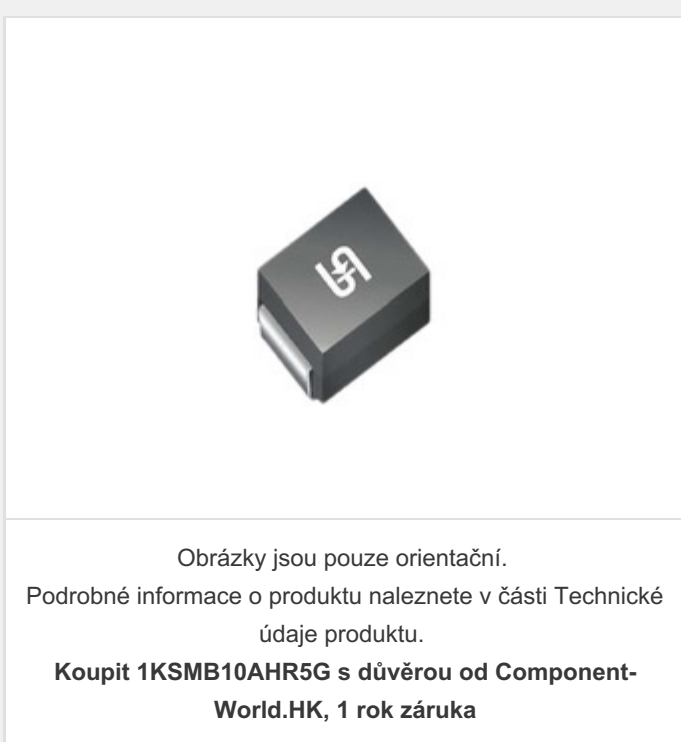 Obrázky jsou pouze orientační.
Podrobné informace o produktu naleznete v části Technické
údaje produktu.
Koupit 1KSMB10AHR5G s důvěrou od Component-
World.HK, 1 rok záruka